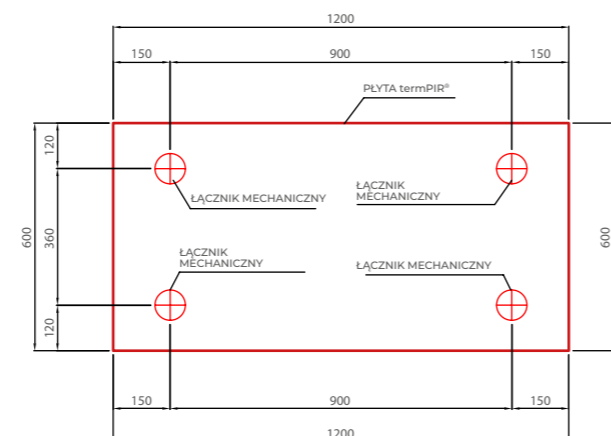 1200
150 900 150
PŁYTA termPIR®
120
ŁĄCZNIK MECHANICZNY
ŁĄCZNIK
MECHANICZNY
600
360
600
ŁĄCZNIK
MECHANICZNY
ŁĄCZNIK MECHANICZNY
120
150 900 150
1200